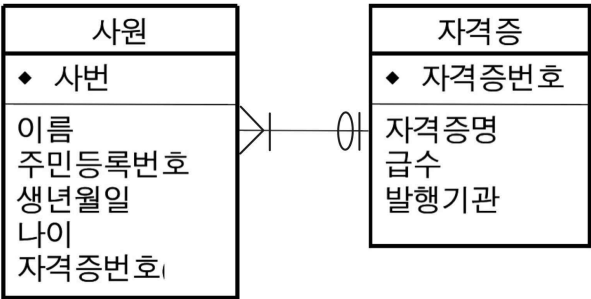 사원
◆ 사번
이름
주민등록번호
생년월일
나이
자격증번호(
자격증
◆ 자격증번호
자격증명
급수
발행기관